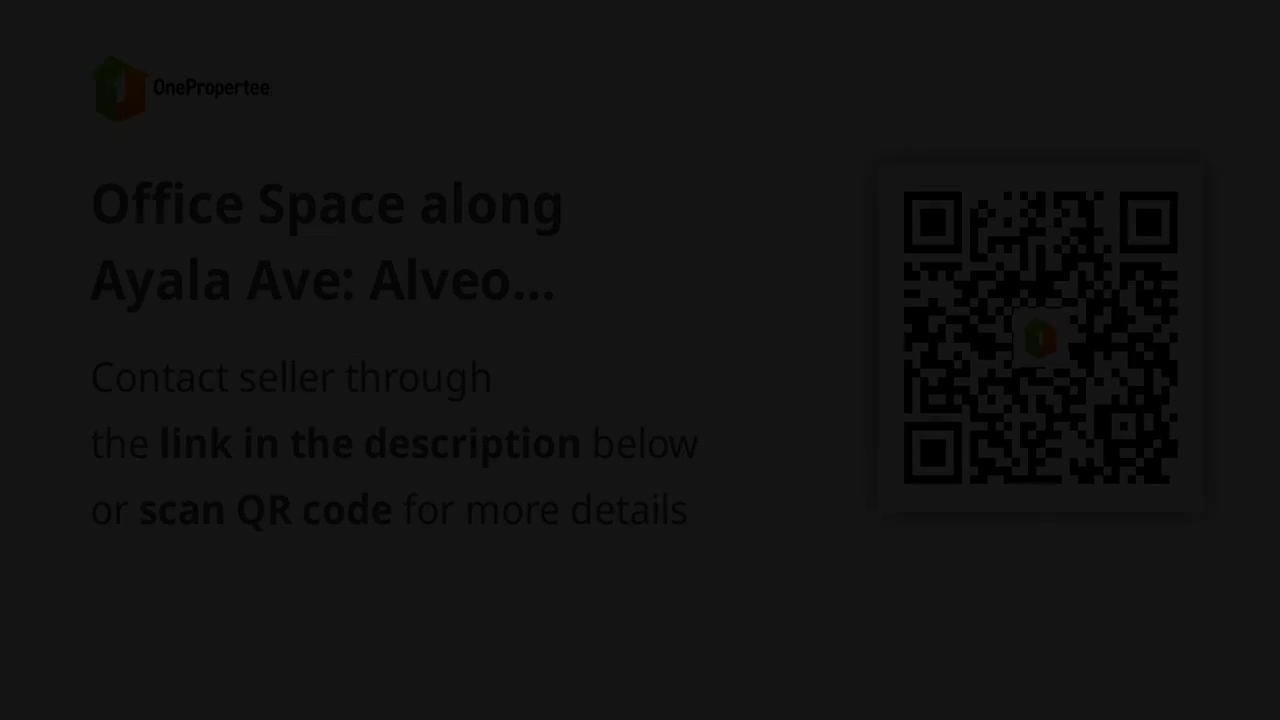 OnePropertee
Office Space along
Ayala Ave: Alveo...
Contact seller through
the link in the description below
or scan QR code for more details